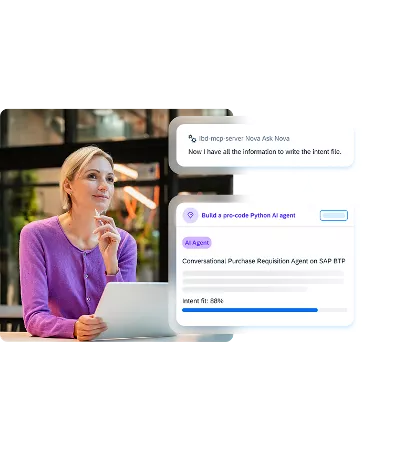 lbd-mcp-server Nova Ask Nova
Now I have all the information to write the intent file.
Build a pro-code Python AI agent
AI Agent
Conversational Purchase Requisition Agent on SAP BTP
Intent fit: 88%